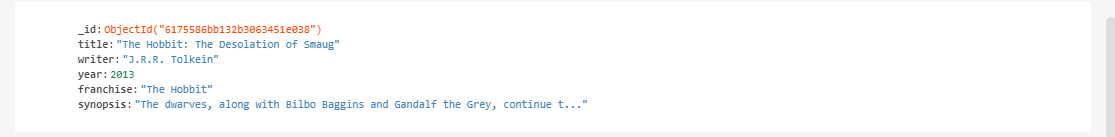 _id: ObjectId("6175586bb132b3063451e038")
title: "The Hobbit: The Desolation of Smaug"
writer: "J.R.R. Tolkein"
year: 2013
franchise: "The Hobbit"
synopsis: "The dwarves, along with Bilbo Baggins and Gandalf the Grey, continue t..."